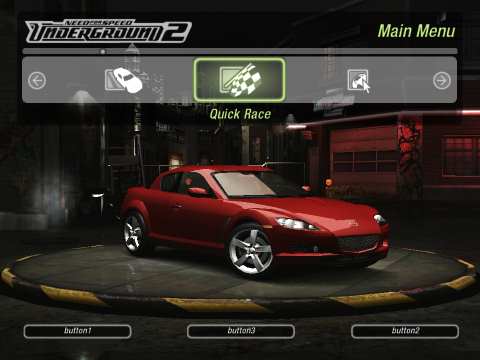 NEED FOR SPEED
UNDERGROUND 2
Main Menu
Quick Race
button1
button3
button2